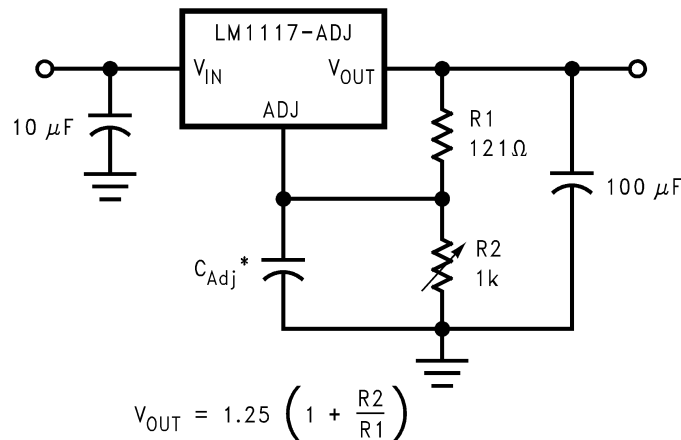 LM1117-ADJ
V_IN
V_OUT
ADJ
10 μF
R1
121Ω
100 μF
C_Adj*
R2
1k
V_OUT = 1.25 (1 + R2/R1)